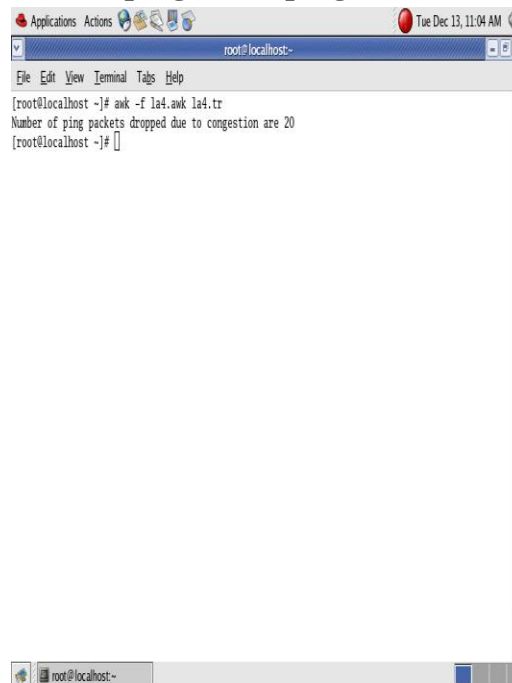 Applications Actions
Tue Dec 13, 11:04 AM
root@localhost:~
File Edit View Terminal Tabs Help
[root@localhost ~]# awk -f la4.awk la4.tr
Number of ping packets dropped due to congestion are 20
[root@localhost ~]#
root@localhost:~